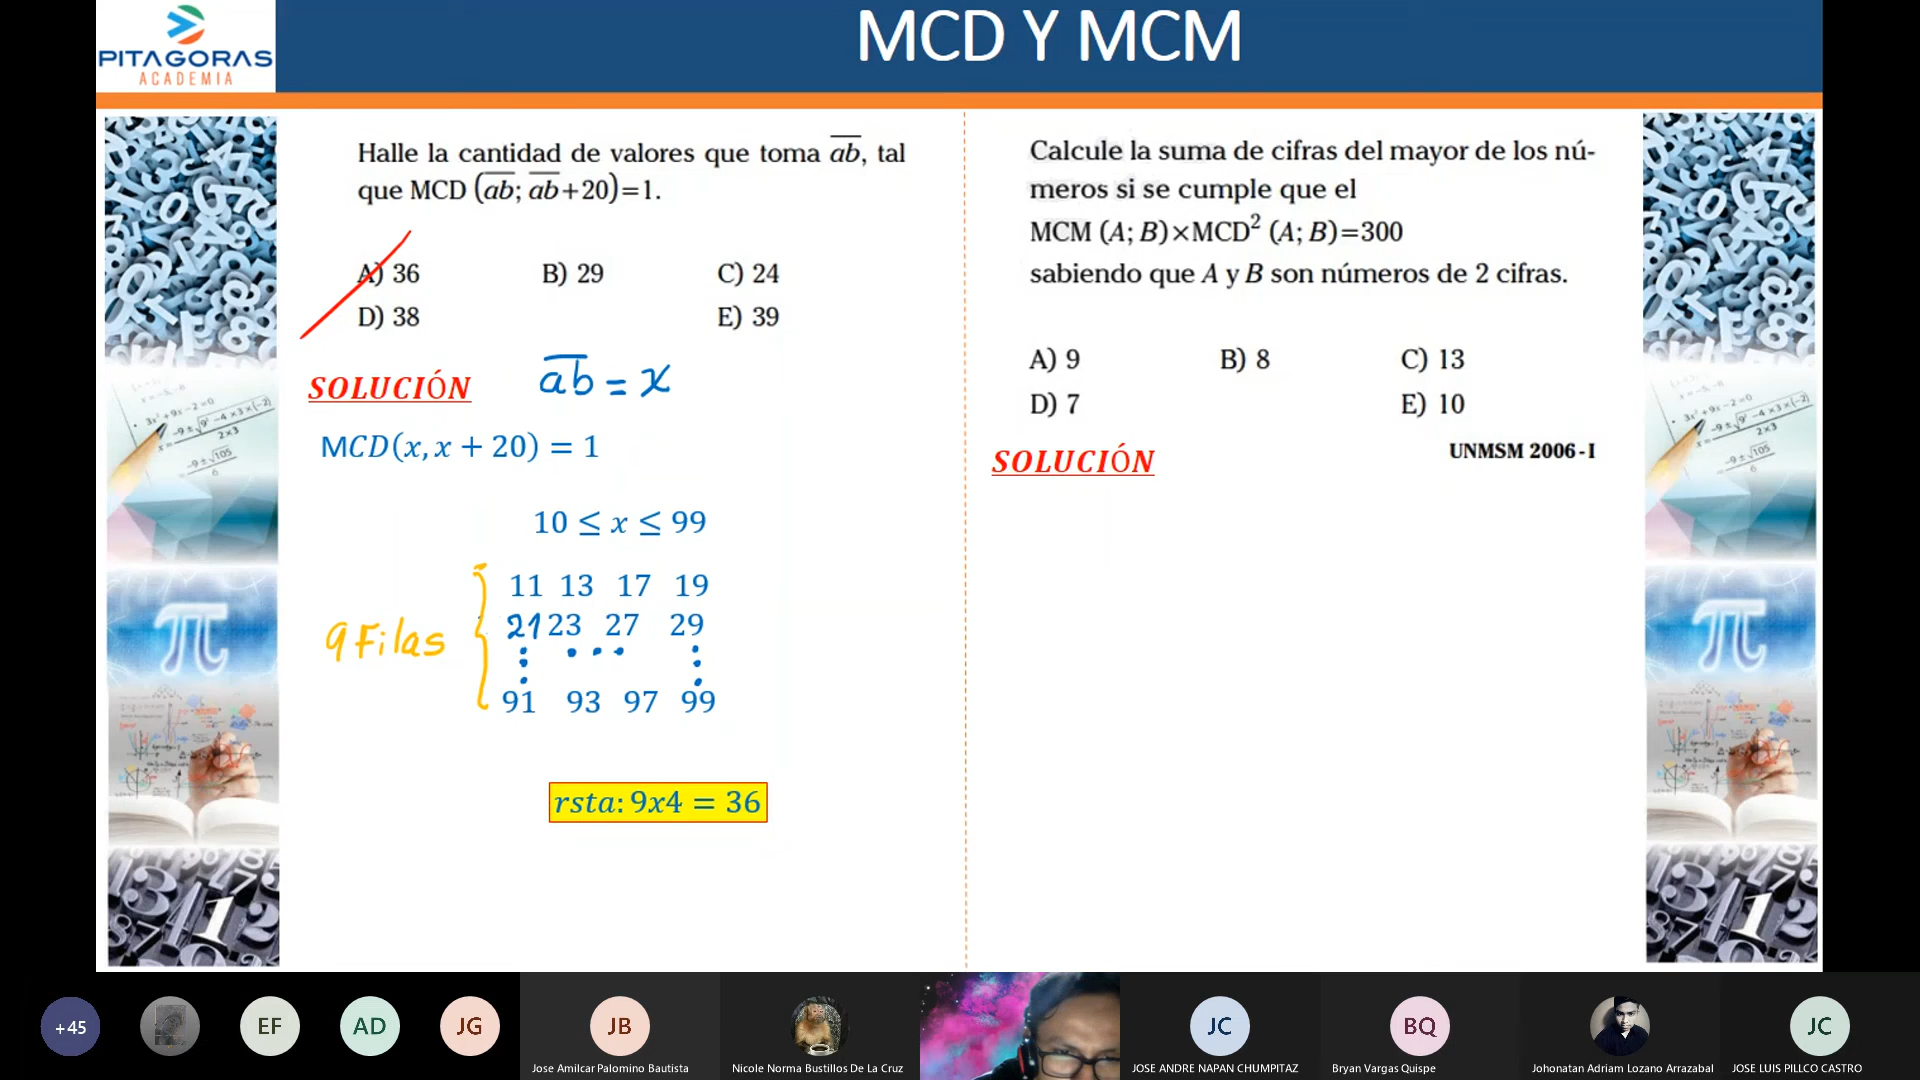 PITAGORAS
ACADEMIA
MCD Y MCM
Halle la cantidad de valores que toma \overline{ab}, tal
que MCD (\overline{ab}; \overline{ab}+20)=1.
A) 36 B) 29 C) 24
D) 38 E) 39
SOLUCIÓN
\overline{ab} = x
MCD(x, x + 20) = 1
10 ≤ x ≤ 99
11 13 17 19
21 23 27 29
9 Filas
91 93 97 99
rsta: 9x4 = 36
Calcule la suma de cifras del mayor de los nú-
meros si se cumple que el
MCM (A; B)×MCD² (A; B)=300
sabiendo que A y B son números de 2 cifras.
A) 9 B) 8 C) 13
D) 7 E) 10
UNMSM 2006-I
SOLUCIÓN
+45
EF
AD
JG
JB
Jose Amilcar Palomino Bautista
Nicole Norma Bustillos De La Cruz
JC
JOSE ANDRE NAPAN CHUMPITAZ
BQ
Bryan Vargas Quispe
Johonatan Adriam Lozano Arrazabal
JC
JOSE LUIS PILLCO CASTRO